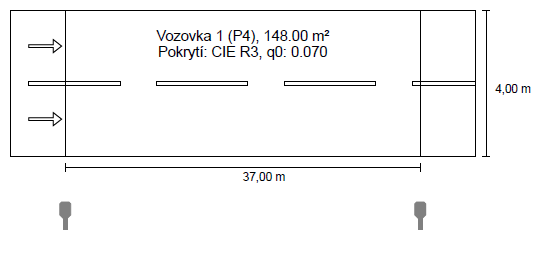 Vozovka 1 (P4), 148.00 m²
Pokrytí: CIE R3, q0: 0.070
4,00 m
37,00 m